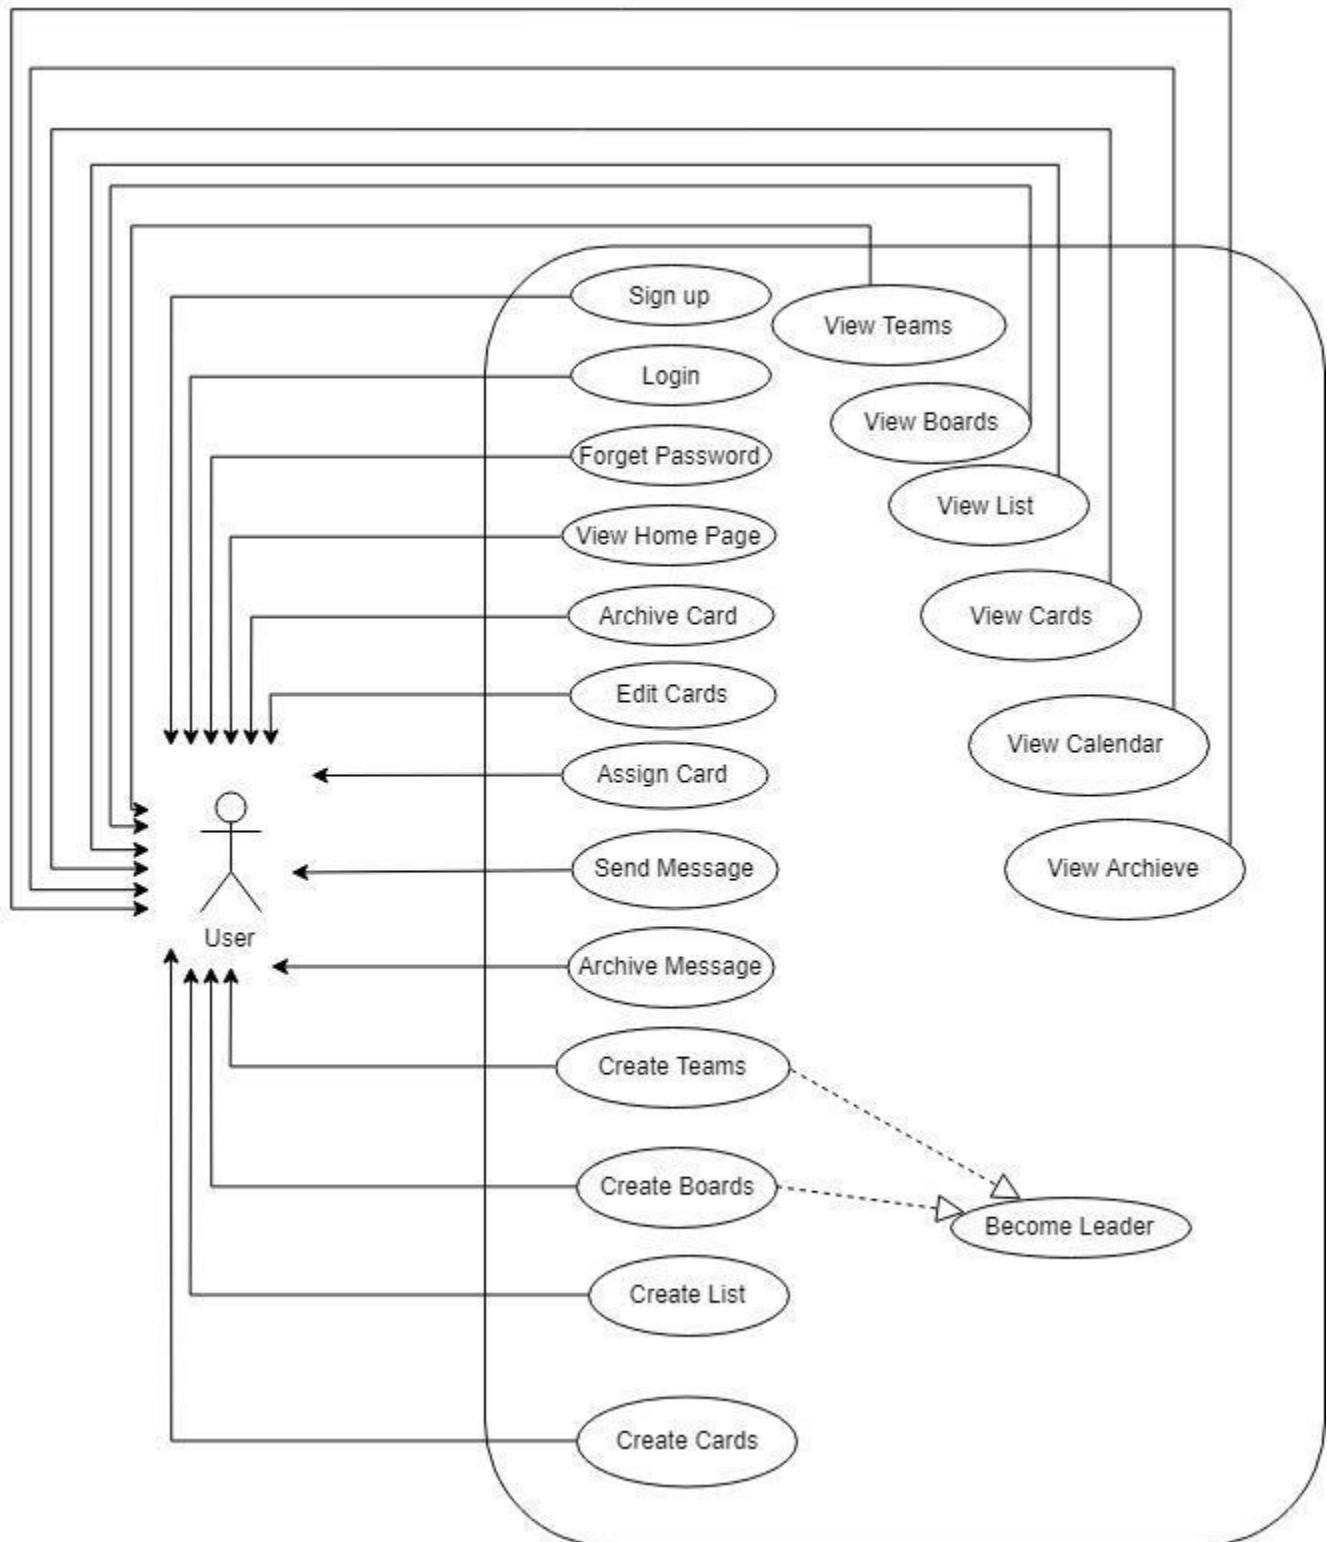 Sign up
View Teams
Login
View Boards
Forget Password
View List
View Home Page
Archive Card
View Cards
Edit Cards
View Calendar
Assign Card
Send Message
View Archieve
User
Archive Message
Create Teams
Create Boards
Become Leader
Create List
Create Cards